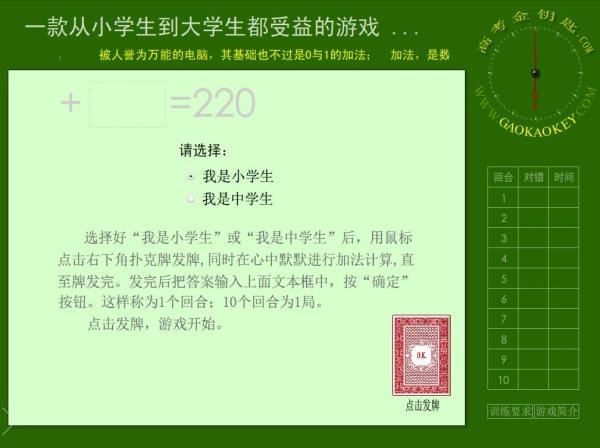 一款从小学生到大学生都受益的游戏 ...
被人誉为万能的电脑，其基础也不过是0与1的加法； 加法，是数
高考金钥匙.COM
WWW.GAOKAOKEY.COM
+ =220
请选择：
我是小学生
我是中学生
选择好“我是小学生”或“我是中学生”后，用鼠标
点击右下角扑克牌发牌,同时在心中默默进行加法计算,直
至牌发完。发完后把答案输入上面文本框中，按“确定”
按钮。这样称为1个回合；10个回合为1局。
点击发牌，游戏开始。
O.K.
点击发牌
回合 对错 时间
1
2
3
4
5
6
7
8
9
10
训练要求 游戏简介